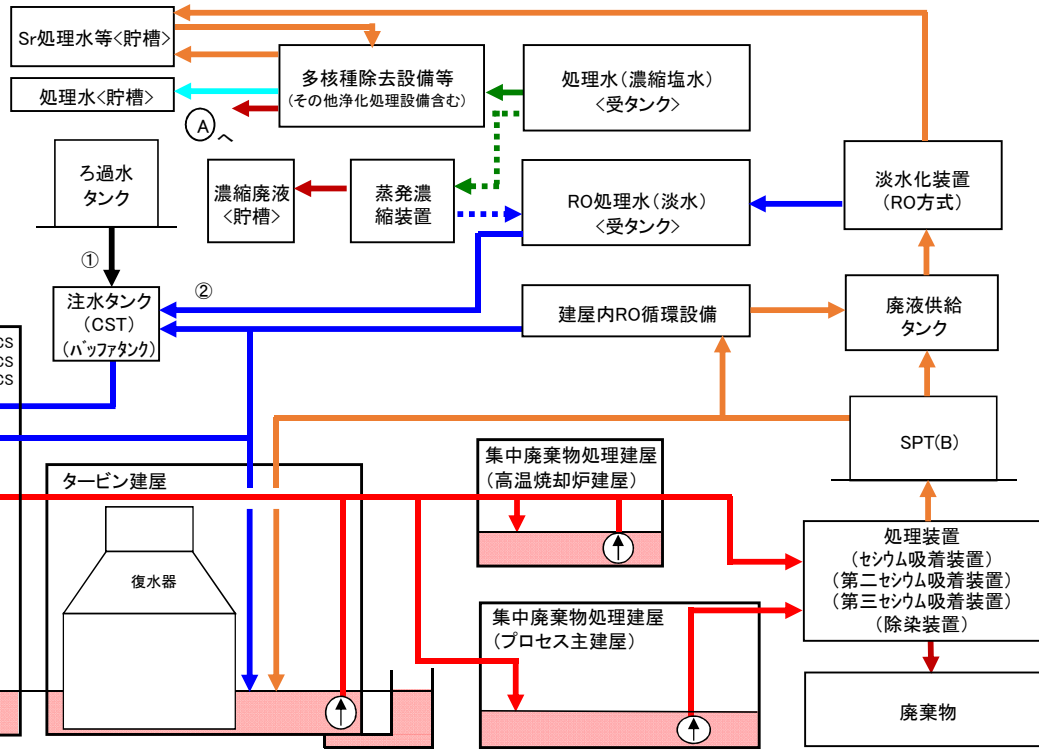 Sr処理水等<貯槽>
処理水<貯槽>
多核種除去設備等
(その他浄化処理設備含む)
Aへ
処理水(濃縮塩水)
<受タンク>
ろ過水
タンク
濃縮廃液
<貯槽>
蒸発濃
縮装置
RO処理水(淡水)
<受タンク>
淡水化装置
(RO方式)
①
②
注水タンク
(CST)
(バッファタンク)
建屋内RO循環設備
廃液供給
タンク
CS
CS
CS
SPT(B)
タービン建屋
復水器
集中廃棄物処理建屋
(高温焼却炉建屋)
集中廃棄物処理建屋
(プロセス主建屋)
処理装置
(セシウム吸着装置)
(第二セシウム吸着装置)
(第三セシウム吸着装置)
(除染装置)
廃棄物